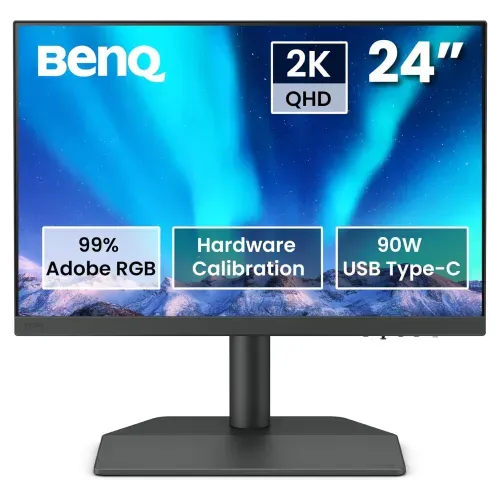 BenQ
2K
QHD
24”
99%
Adobe RGB
Hardware
Calibration
90W
USB Type-C